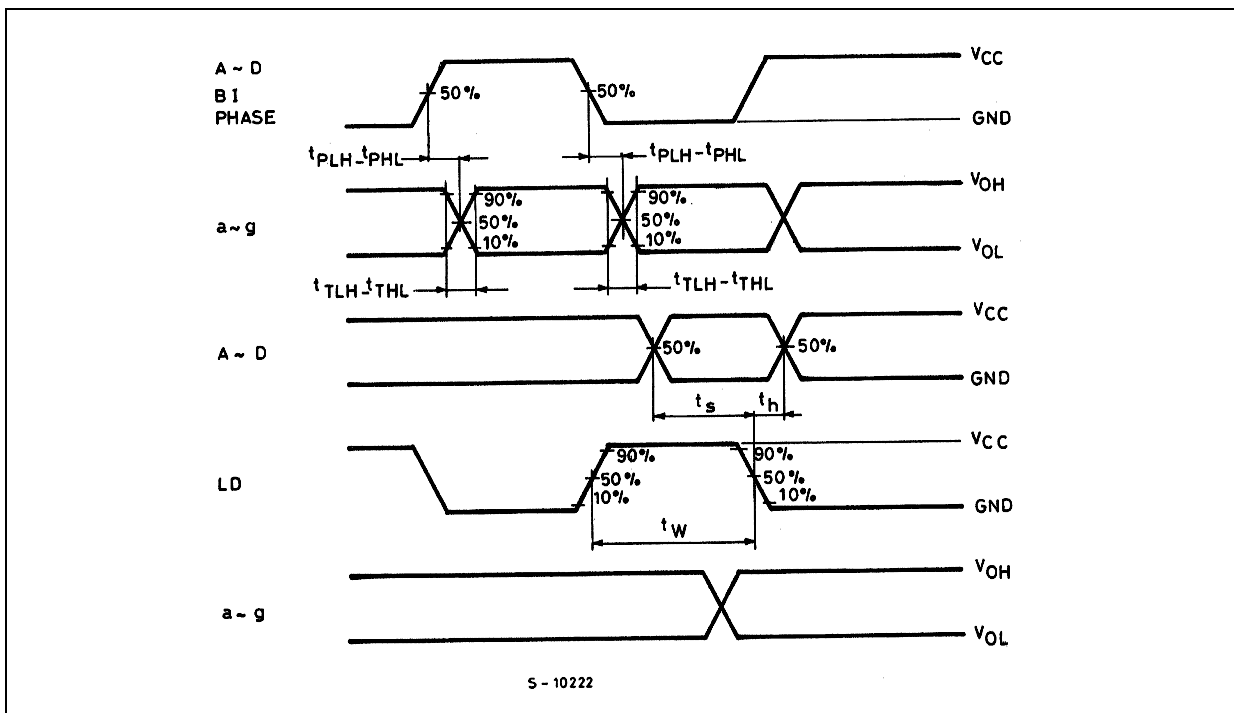 A ~ D
BI
PHASE
50%
50%
VCC
GND
tPLH-tPHL
tPLH-tPHL
a~g
90%
50%
10%
90%
50%
10%
VOH
VOL
tTLH-tTHL
tTLH-tTHL
A ~ D
50%
50%
VCC
GND
ts
th
LD
90%
50%
10%
90%
50%
10%
VCC
GND
tW
a~g
VOH
VOL
S-10222